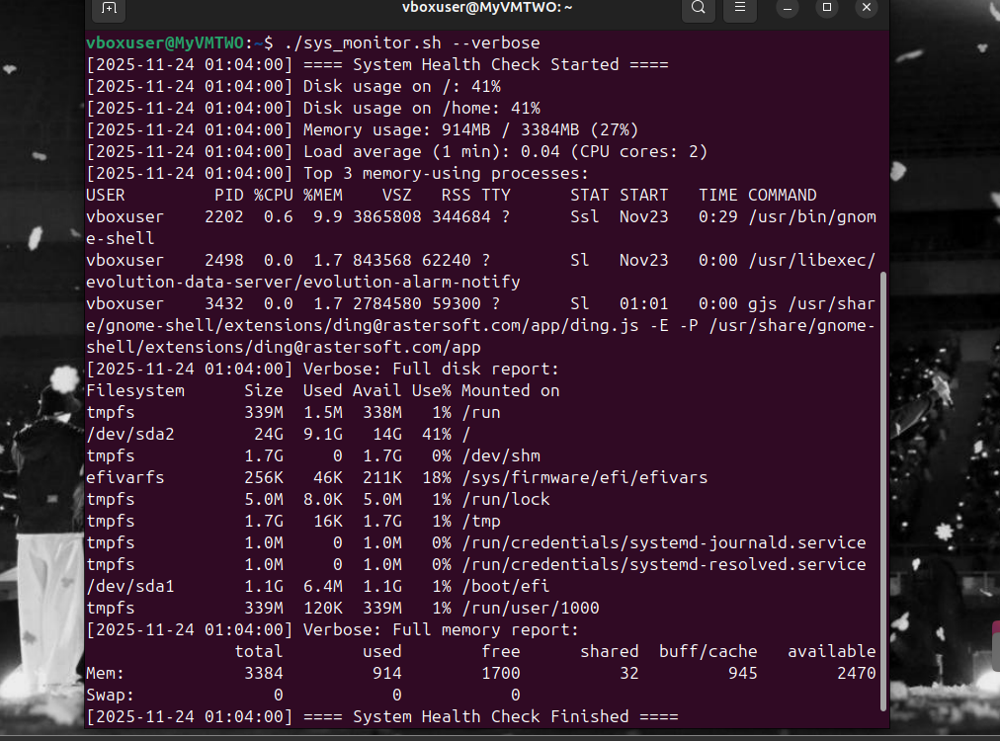 vboxuser@MyVMTWO: ~
vboxuser@MyVMTWO:~$ ./sys_monitor.sh --verbose
[2025-11-24 01:04:00] ==== System Health Check Started ====
[2025-11-24 01:04:00] Disk usage on /: 41%
[2025-11-24 01:04:00] Disk usage on /home: 41%
[2025-11-24 01:04:00] Memory usage: 914MB / 3384MB (27%)
[2025-11-24 01:04:00] Load average (1 min): 0.04 (CPU cores: 2)
[2025-11-24 01:04:00] Top 3 memory-using processes:
USER         PID %CPU %MEM    VSZ   RSS TTY      STAT START   TIME COMMAND
vboxuser    2202  0.6  9.9 3865808 344684 ?      Ssl  Nov23   0:29 /usr/bin/gnom
e-shell
vboxuser    2498  0.0  1.7 843568 62240 ?        Sl   Nov23   0:00 /usr/libexec/
evolution-data-server/evolution-alarm-notify
vboxuser    3432  0.0  1.7 2784580 59300 ?       Sl   01:01   0:00 gjs /usr/shar
e/gnome-shell/extensions/ding@rastersoft.com/app/ding.js -E -P /usr/share/gnome-
shell/extensions/ding@rastersoft.com/app
[2025-11-24 01:04:00] Verbose: Full disk report:
Filesystem      Size  Used Avail Use% Mounted on
tmpfs           339M  1.5M  338M   1% /run
/dev/sda2        24G  9.1G   14G  41% /
tmpfs           1.7G     0  1.7G   0% /dev/shm
efivarfs        256K   46K  211K  18% /sys/firmware/efi/efivars
tmpfs           5.0M  8.0K  5.0M   1% /run/lock
tmpfs           1.7G   16K  1.7G   1% /tmp
tmpfs           1.0M     0  1.0M   0% /run/credentials/systemd-journald.service
tmpfs           1.0M     0  1.0M   0% /run/credentials/systemd-resolved.service
/dev/sda1       1.1G  6.4M  1.1G   1% /boot/efi
tmpfs           339M  120K  339M   1% /run/user/1000
[2025-11-24 01:04:00] Verbose: Full memory report:
               total        used        free      shared  buff/cache   available
Mem:            3384         914        1700          32         945        2470
Swap:              0           0           0
[2025-11-24 01:04:00] ==== System Health Check Finished ====